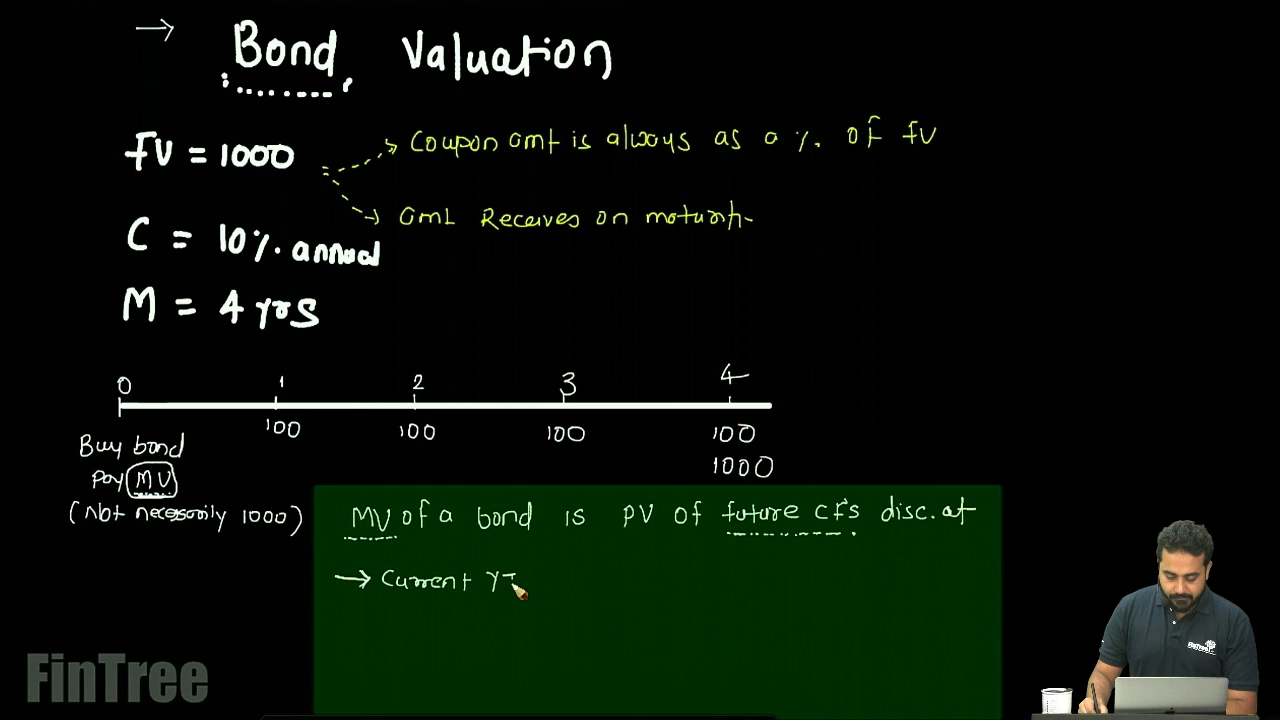 → Bond Valuation
FV = 1000
Coupon amt is always as a % of FV
amt Receives on maturity
C = 10% annual
M = 4 yrs
0 1 2 3 4
100 100 100 100
1000
Buy bond
Pay MV
(Not necessarily 1000)
MV of a bond is PV of future CFs disc. at
→ Current YT
FinTree
FinTree